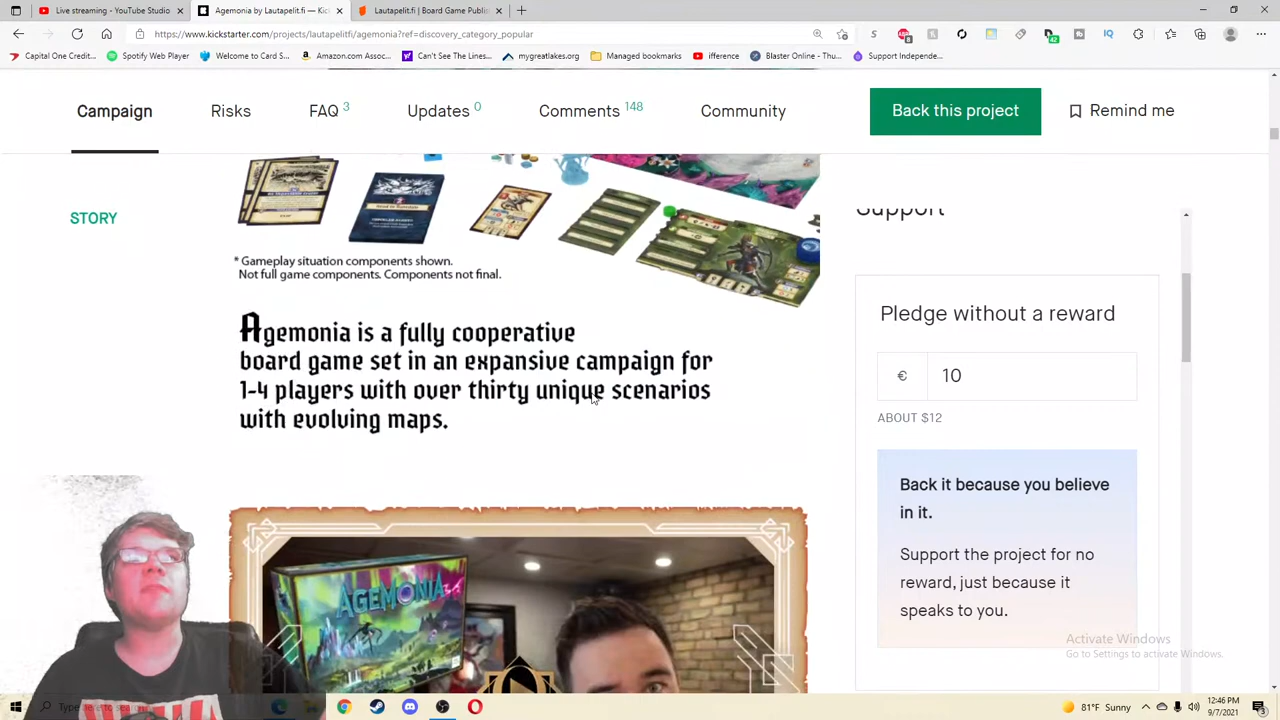 Live streaming - YouTube Studio
Agemonia by Lautapelit.fi — Kick
Lautapelit.fi | Board Game Publis
https://www.kickstarter.com/projects/lautapelitfi/agemonia?ref=discovery_category_popular
Capital One Credit...
Spotify Web Player
Welcome to Card S...
Amazon.com Assoc...
Can't See The Lines...
mygreatlakes.org
Managed bookmarks
ifference
Blaster Online - Thu...
Support Independe...
Campaign
Risks
FAQ 3
Updates 0
Comments 148
Community
Back this project
Remind me
STORY
Support
* Gameplay situation components shown.
Not full game components. Components not final.
Agemonia is a fully cooperative
board game set in an expansive campaign for
1-4 players with over thirty unique scenarios
with evolving maps.
Pledge without a reward
€ 10
ABOUT $12
Back it because you believe
in it.
Support the project for no
reward, just because it
speaks to you.
AGEMONIA
Activate Windows
Go to Settings to activate Windows.
Type here to search
81°F Sunny
12:46 PM
9/7/2021